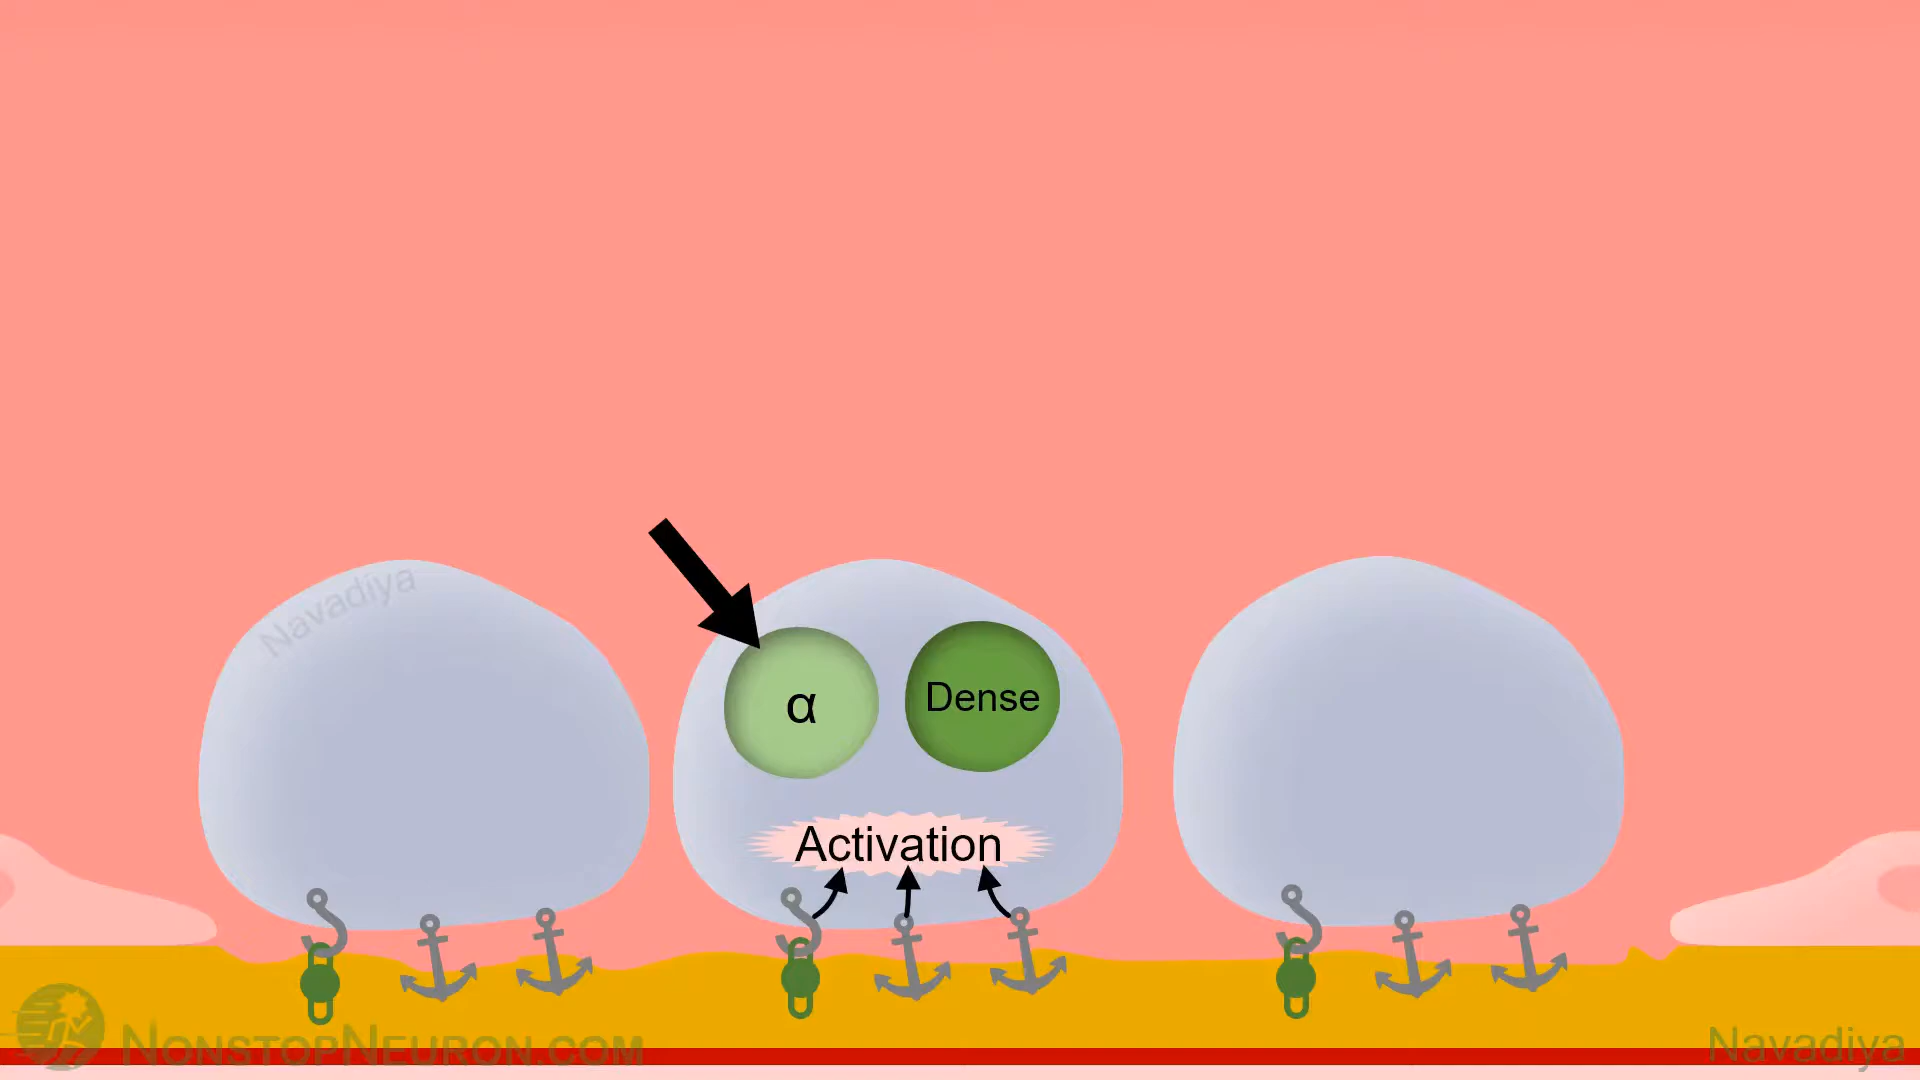 Navadiya
α
Dense
Activation
NonstopNeuron.com
Navadiya